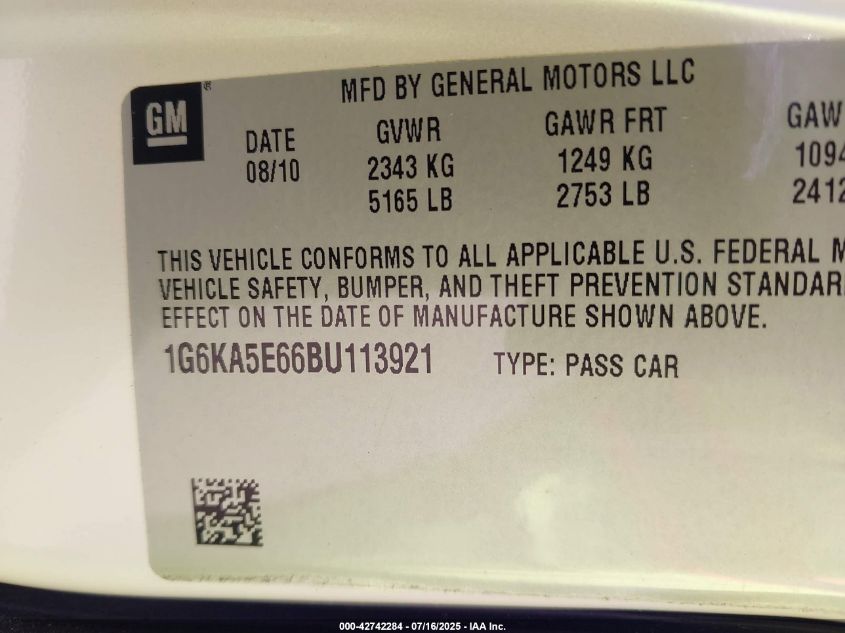 MFD BY GENERAL MOTORS LLC
GM ®
DATE GVWR GAWR FRT GAW
08/10 2343 KG 1249 KG 1094
5165 LB 2753 LB 2412
THIS VEHICLE CONFORMS TO ALL APPLICABLE U.S. FEDERAL M
VEHICLE SAFETY, BUMPER, AND THEFT PREVENTION STANDAR
EFFECT ON THE DATE OF MANUFACTURE SHOWN ABOVE.
1G6KA5E66BU113921 TYPE: PASS CAR
000-42742284 - 07/16/2025 - IAA Inc.